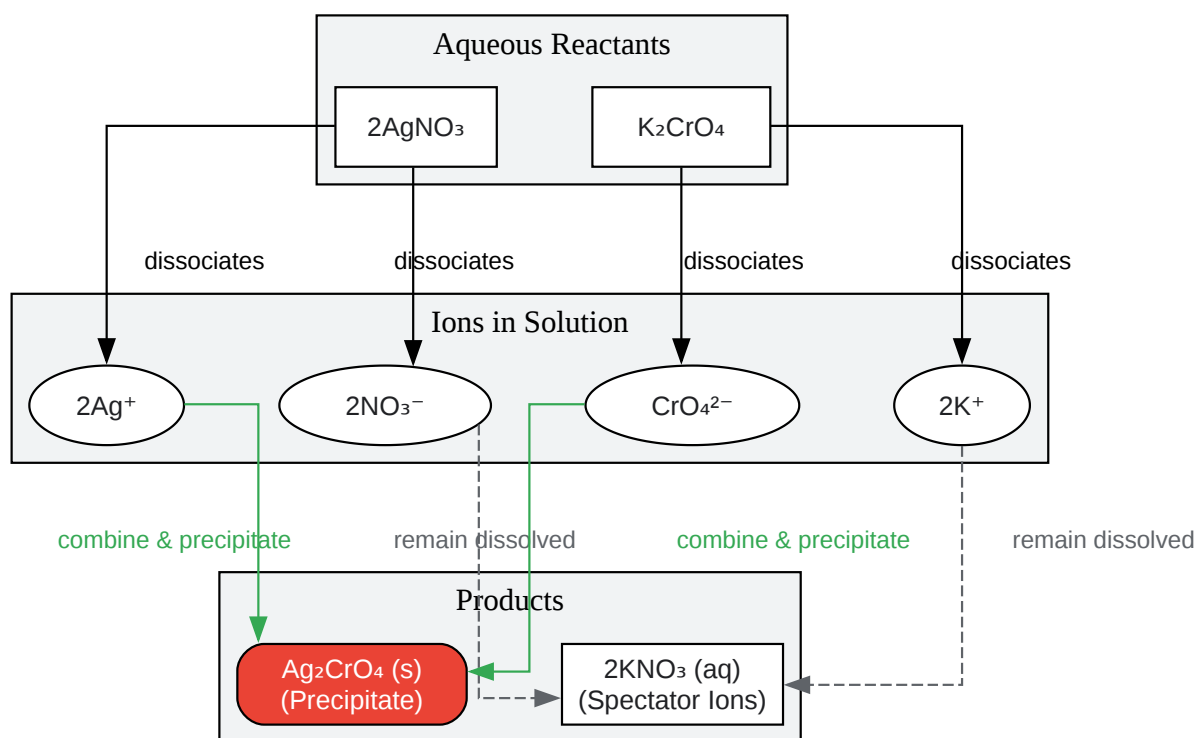 Aqueous Reactants
2AgNO₃
K₂CrO₄
dissociates
dissociates
dissociates
dissociates
Ions in Solution
2Ag⁺
2NO₃⁻
CrO₄²⁻
2K⁺
combine & precipitate
remain dissolved
combine & precipitate
remain dissolved
Products
Ag₂CrO₄ (s)
(Precipitate)
2KNO₃ (aq)
(Spectator Ions)